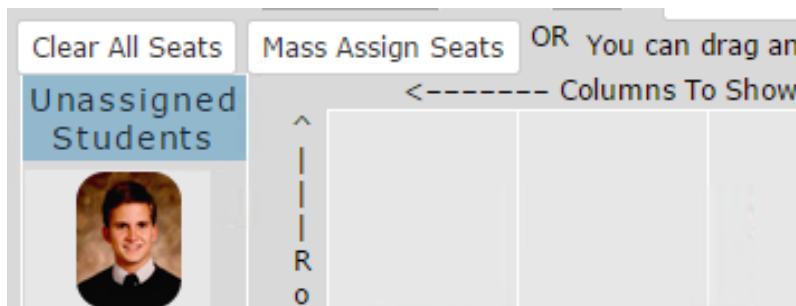 Clear All Seats
Mass Assign Seats
OR You can drag an
<------- Columns To Show
Unassigned
Students
^
|
|
|
R
o